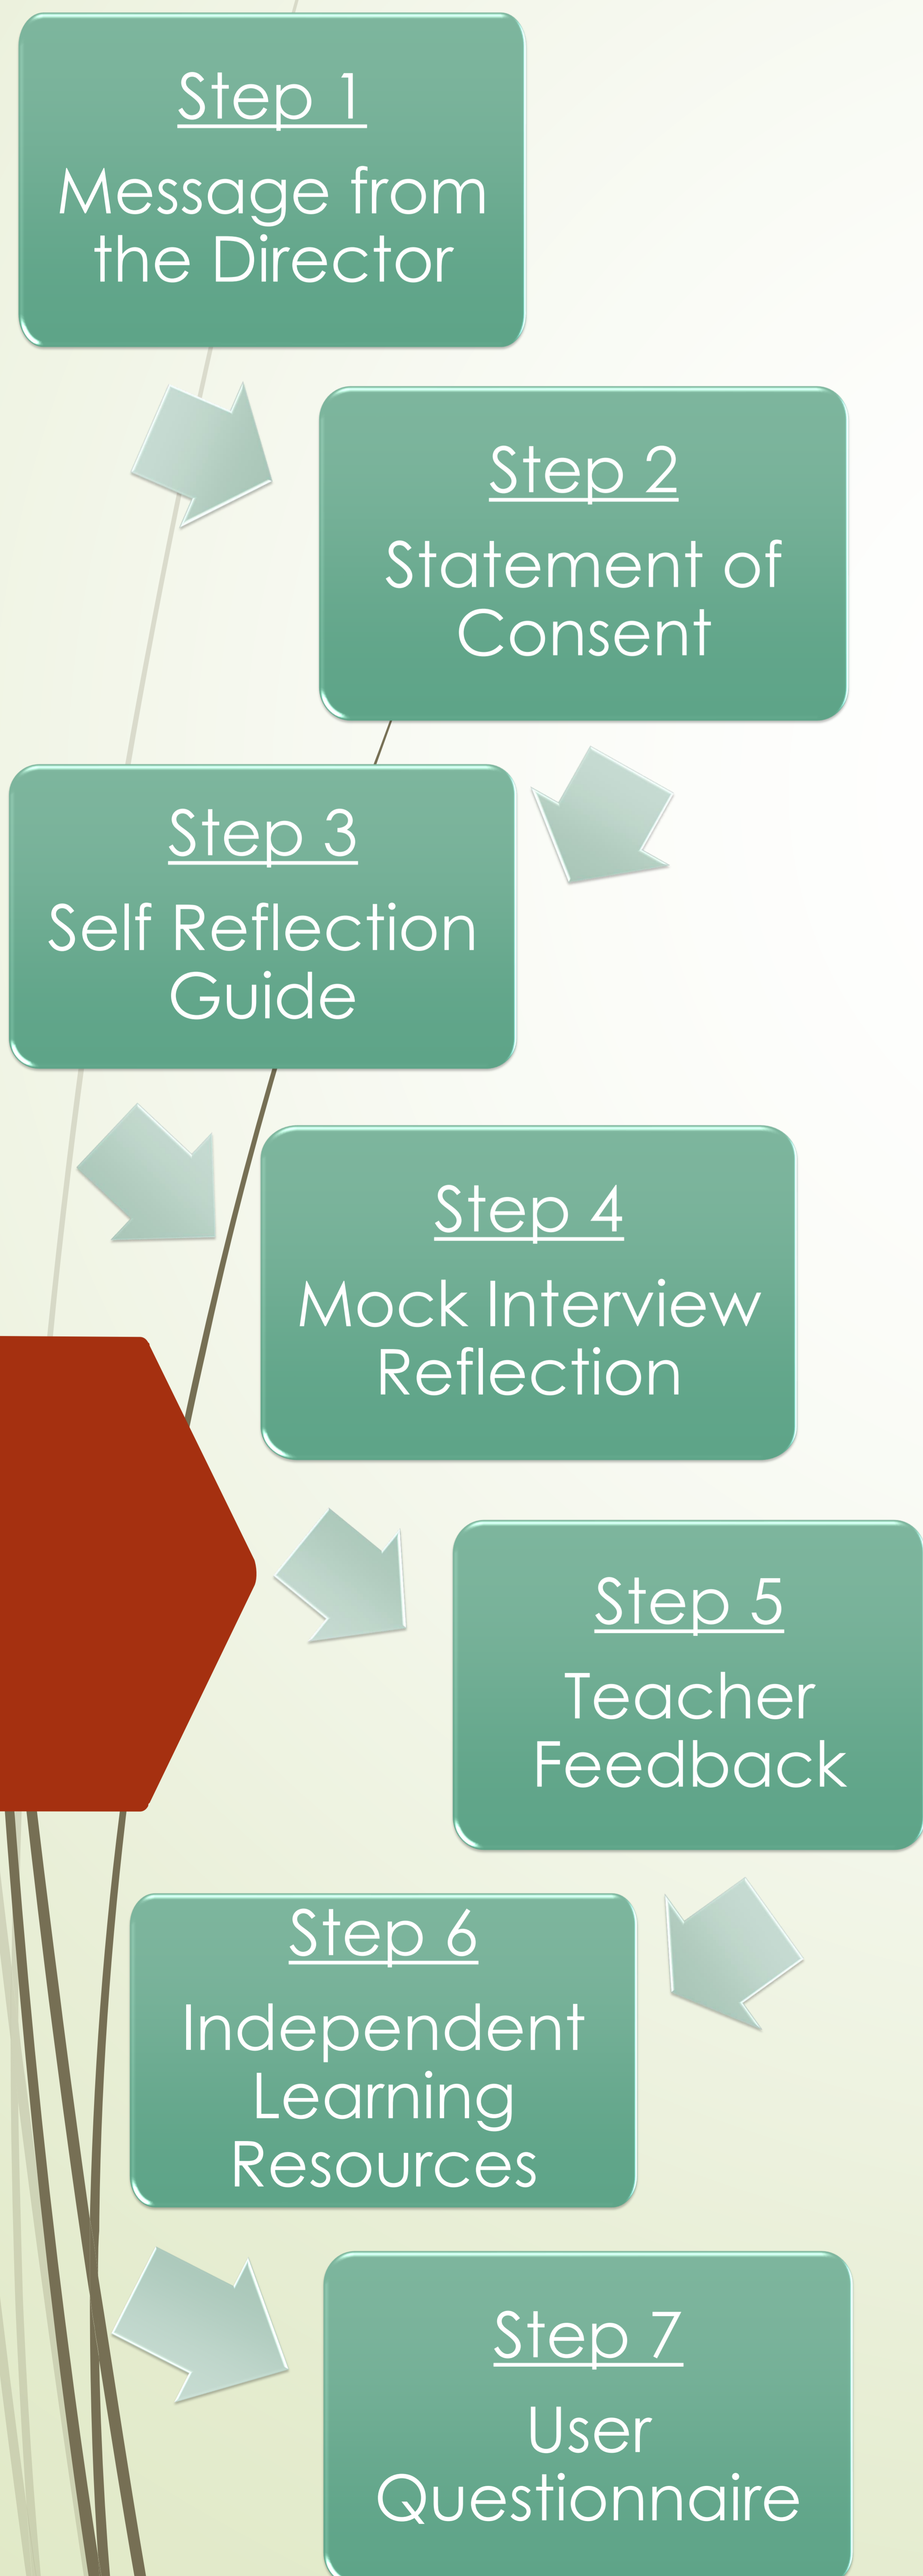 Step 1
Message from
the Director
Step 2
Statement of
Consent
Step 3
Self Reflection
Guide
Step 4
Mock Interview
Reflection
Step 5
Teacher
Feedback
Step 6
Independent
Learning
Resources
Step 7
User
Questionnaire